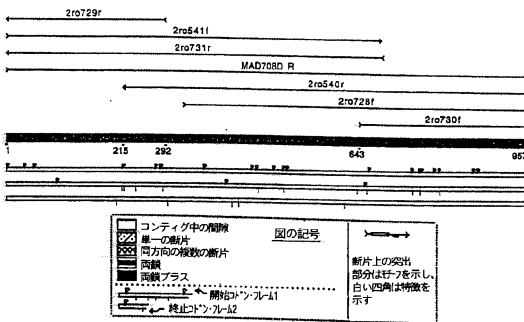 2ro729r
2ro541f
2ro731r
MAD708D R
2ro540r
2ro728f
2ro730f
1 215 292 643 957
図の記号
コンティグ中の間隙
単一の断片
同方向の複数の断片
両鎖
両鎖プラス
開始コドン・フレーム1
終止コドン・フレーム2
断片上の突出
部分はモチーフを示し、
白い四角は特徴を
示す